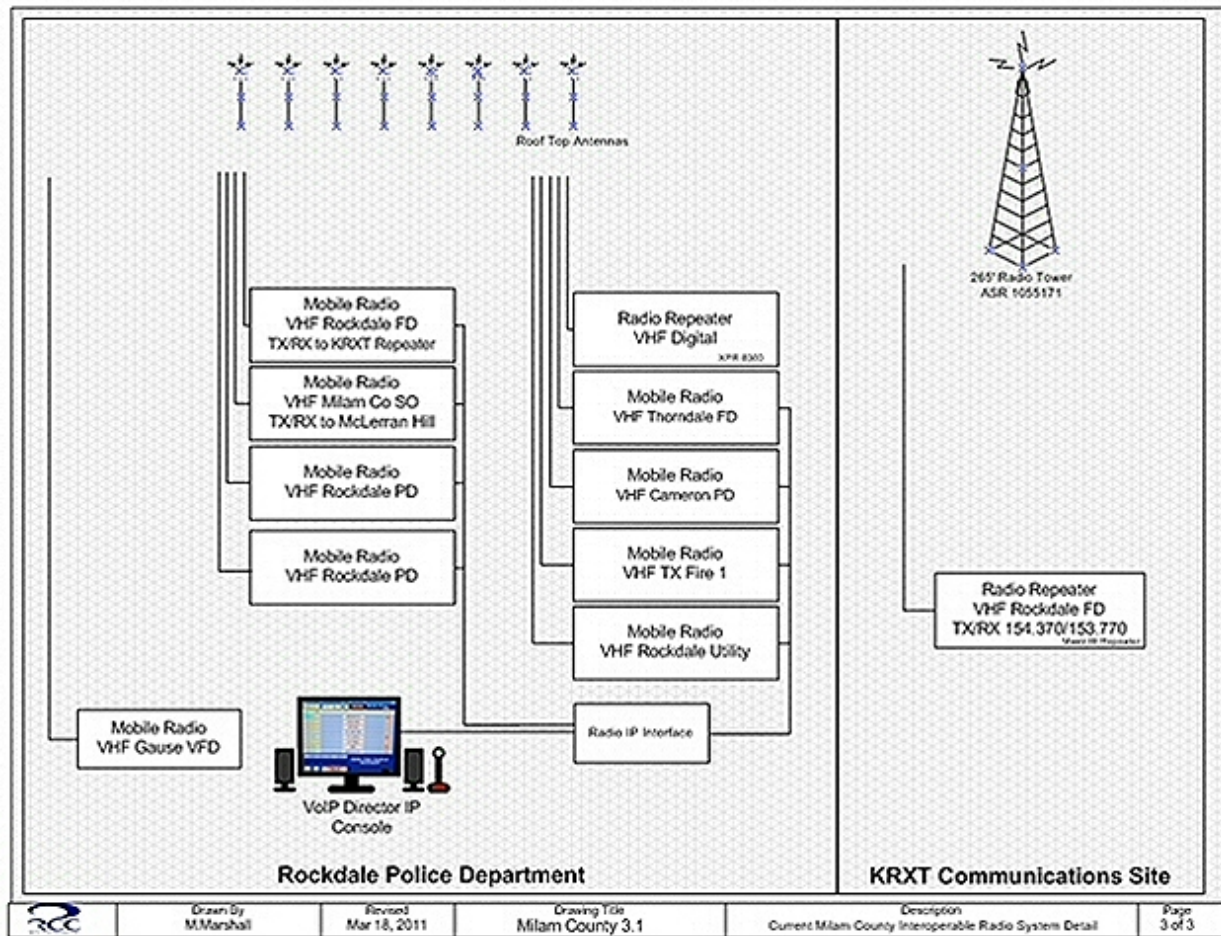 Roof Top Antennas
265' Radio Tower
ASR 1055171
Mobile Radio
VHF Rockdale FD
TX/RX to KRXT Repeater
Mobile Radio
VHF Milam Co SO
TX/RX to McLerran Hill
Mobile Radio
VHF Rockdale PD
Mobile Radio
VHF Rockdale PD
Radio Repeater
VHF Digital
Mobile Radio
VHF Thorndale FD
Mobile Radio
VHF Cameron PD
Mobile Radio
VHF TX Fire 1
Mobile Radio
VHF Rockdale Utility
Radio Repeater
VHF Rockdale FD
TX/RX 154.370/153.770
Repeater
Mobile Radio
VHF Gause VFD
Radio IP Interface
VoIP Director IP
Console
Rockdale Police Department
KRXT Communications Site
RCC
Drawn By
M.Marshall
Revised
Mar 18, 2011
Drawing Title
Milam County 3.1
Description
Current Milam County Interoperable Radio System Detail
Page
3 of 3